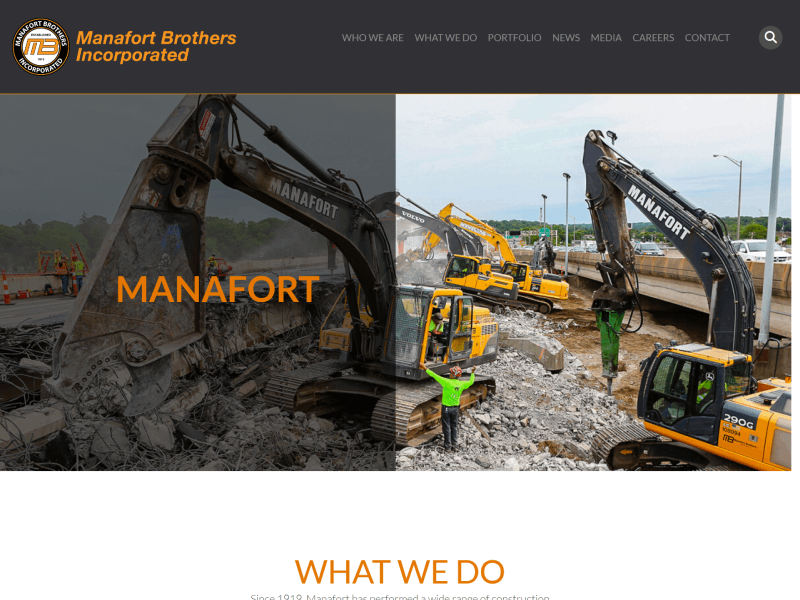 MANAFORT BROTHERS
INCORPORATED
MB
Manafort Brothers
Incorporated
WHO WE ARE
WHAT WE DO
PORTFOLIO
NEWS
MEDIA
CAREERS
CONTACT
MANAFORT
VOLVO
MANAFORT
MANAFORT
290G
WHAT WE DO
Since 1919, Manafort has performed a wide range of construction